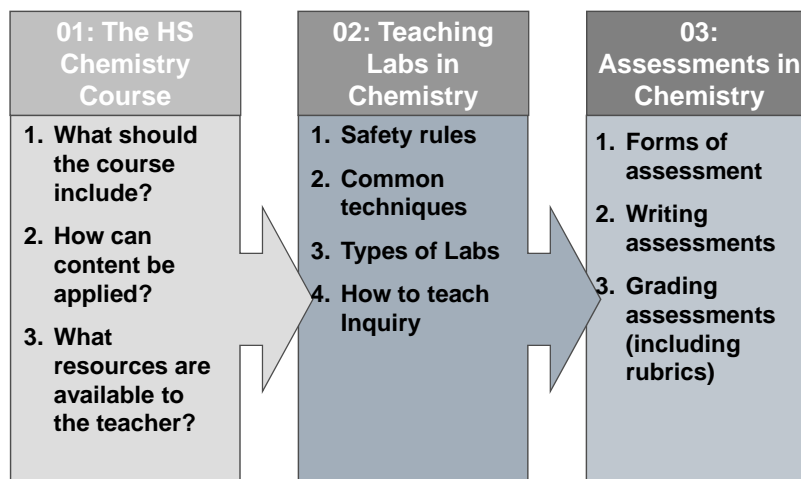 01: The HS
Chemistry
Course
1. What should
the course
include?
2. How can
content be
applied?
3. What
resources are
available to
the teacher?
02: Teaching
Labs in
Chemistry
1. Safety rules
2. Common
techniques
3. Types of Labs
4. How to teach
Inquiry
03:
Assessments in
Chemistry
1. Forms of
assessment
2. Writing
assessments
3. Grading
assessments
(including
rubrics)